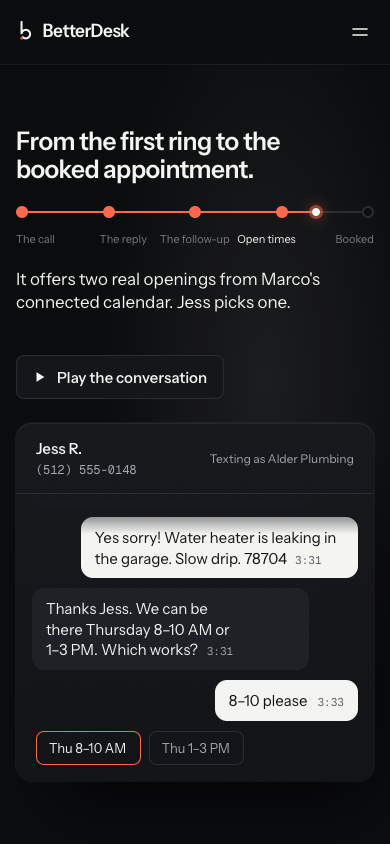 BetterDesk
From the first ring to the
booked appointment.
The call The reply The follow-up Open times Booked
It offers two real openings from Marco's
connected calendar. Jess picks one.
Play the conversation
Jess R.
(512) 555-0148
Texting as Alder Plumbing
Yes sorry! Water heater is leaking in
the garage. Slow drip. 78704 3:31
Thanks Jess. We can be
there Thursday 8–10 AM or
1–3 PM. Which works? 3:31
8–10 please 3:33
Thu 8–10 AM Thu 1–3 PM